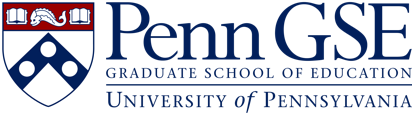 Penn GSE
GRADUATE SCHOOL OF EDUCATION
UNIVERSITY of PENNSYLVANIA